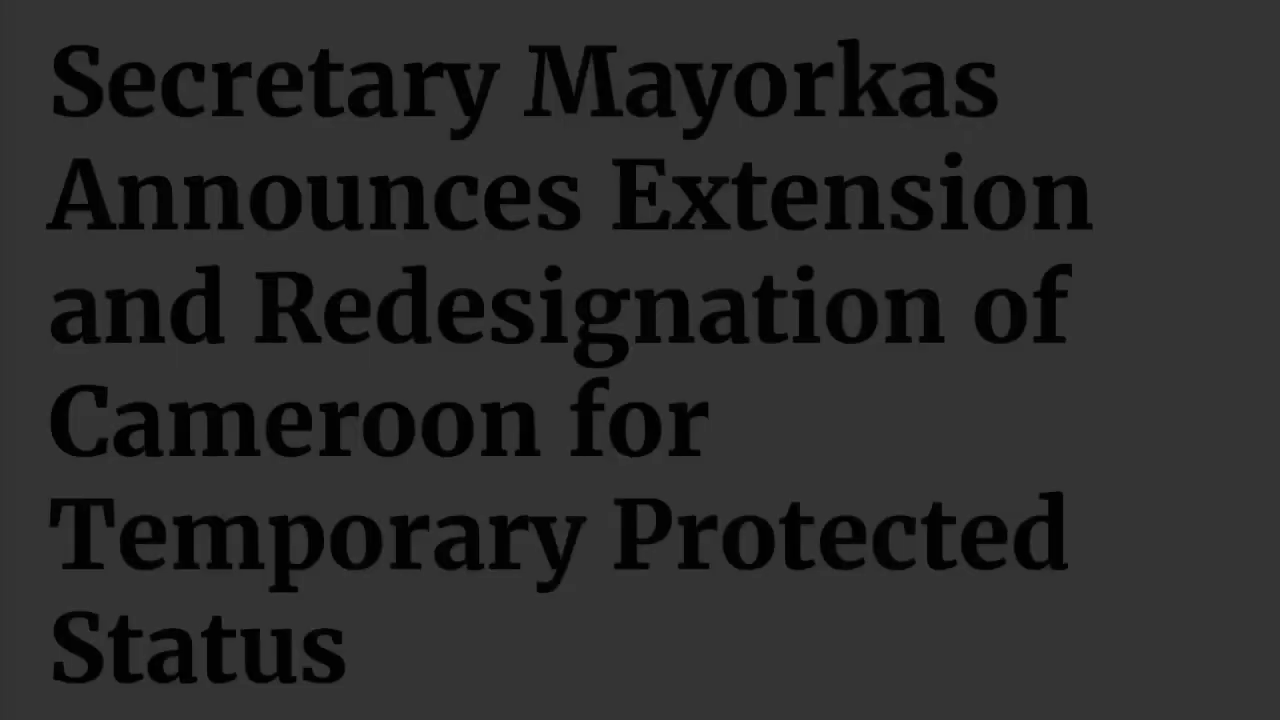 Secretary Mayorkas
Announces Extension
and Redesignation of
Cameroon for
Temporary Protected
Status